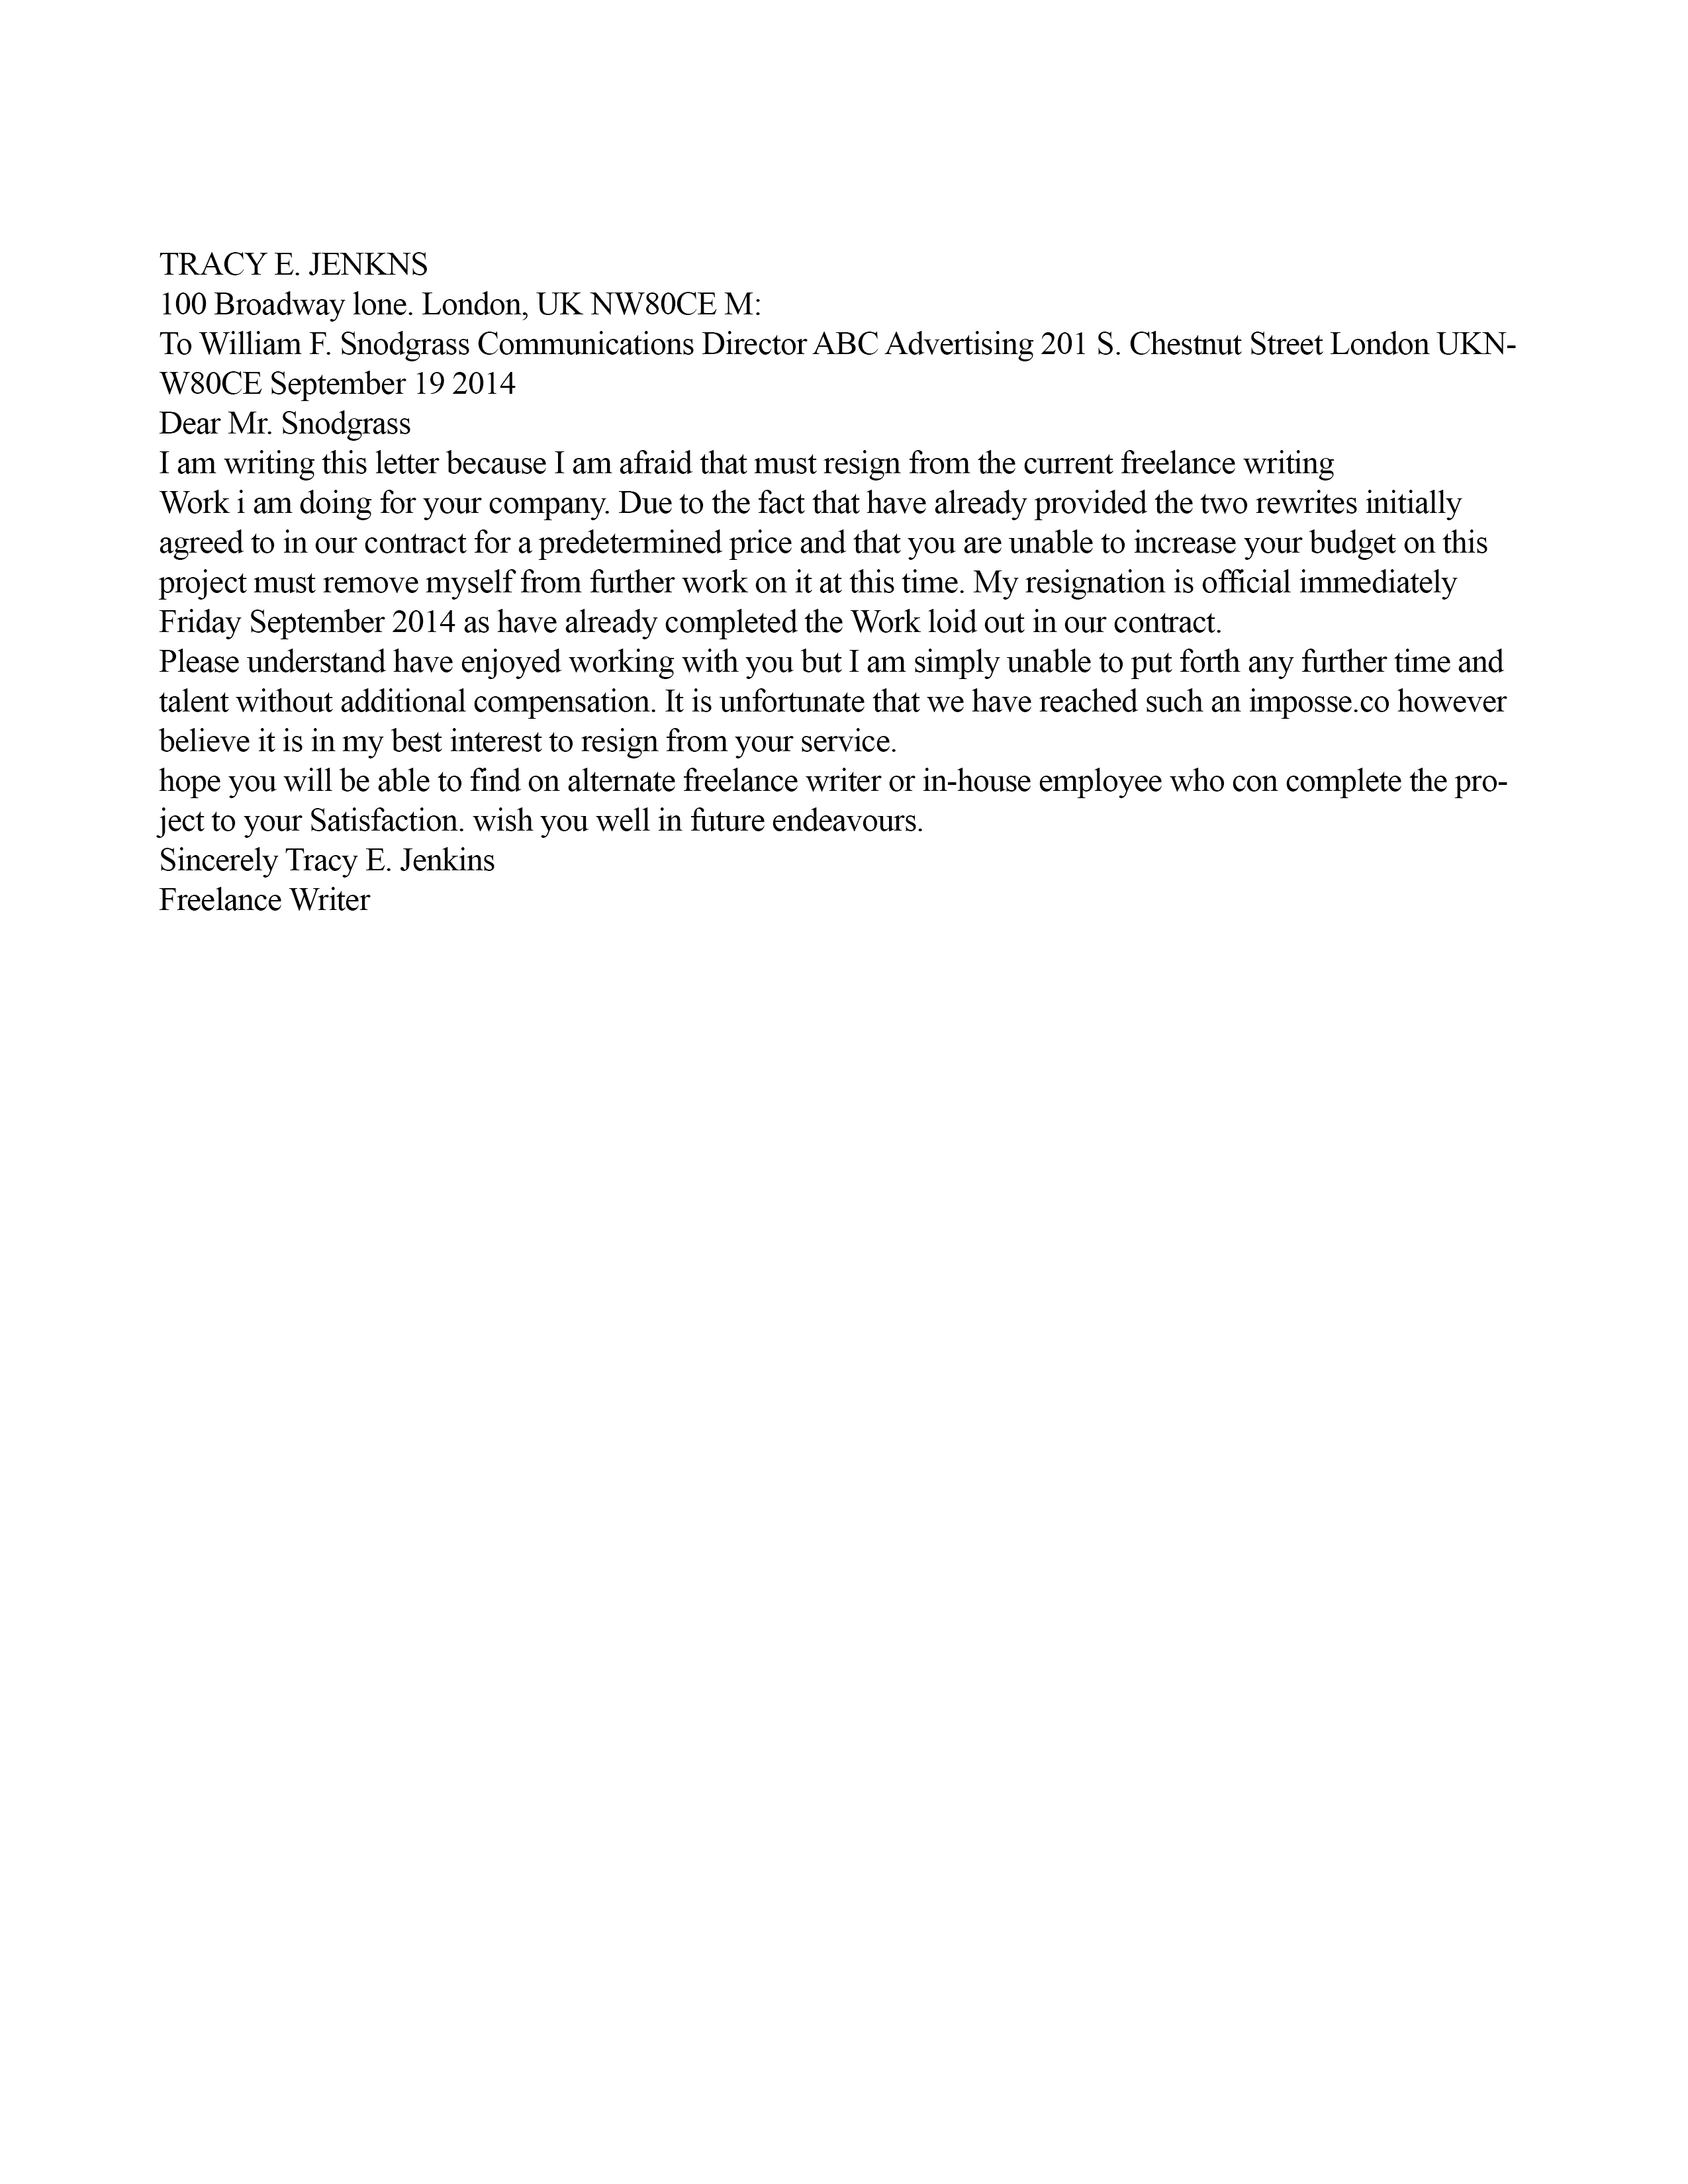 TRACY E. JENKNS
100 Broadway lone. London, UK NW80CE M:
To William F. Snodgrass Communications Director ABC Advertising 201 S. Chestnut Street London UKN-
W80CE September 19 2014
Dear Mr. Snodgrass
I am writing this letter because I am afraid that must resign from the current freelance writing
Work i am doing for your company. Due to the fact that have already provided the two rewrites initially
agreed to in our contract for a predetermined price and that you are unable to increase your budget on this
project must remove myself from further work on it at this time. My resignation is official immediately
Friday September 2014 as have already completed the Work loid out in our contract.
Please understand have enjoyed working with you but I am simply unable to put forth any further time and
talent without additional compensation. It is unfortunate that we have reached such an imposse.co however
believe it is in my best interest to resign from your service.
hope you will be able to find on alternate freelance writer or in-house employee who con complete the pro-
ject to your Satisfaction. wish you well in future endeavours.
Sincerely Tracy E. Jenkins
Freelance Writer